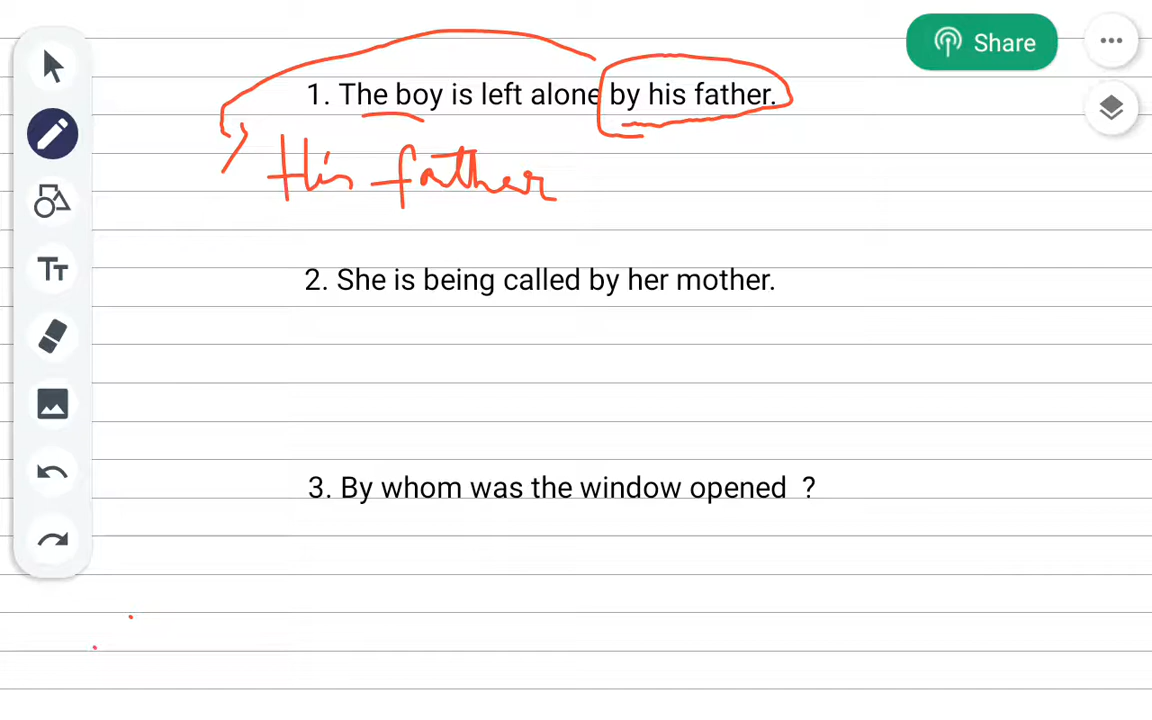 Share
1. The boy is left alone by his father.
His father
2. She is being called by her mother.
Tт
3. By whom was the window opened ?